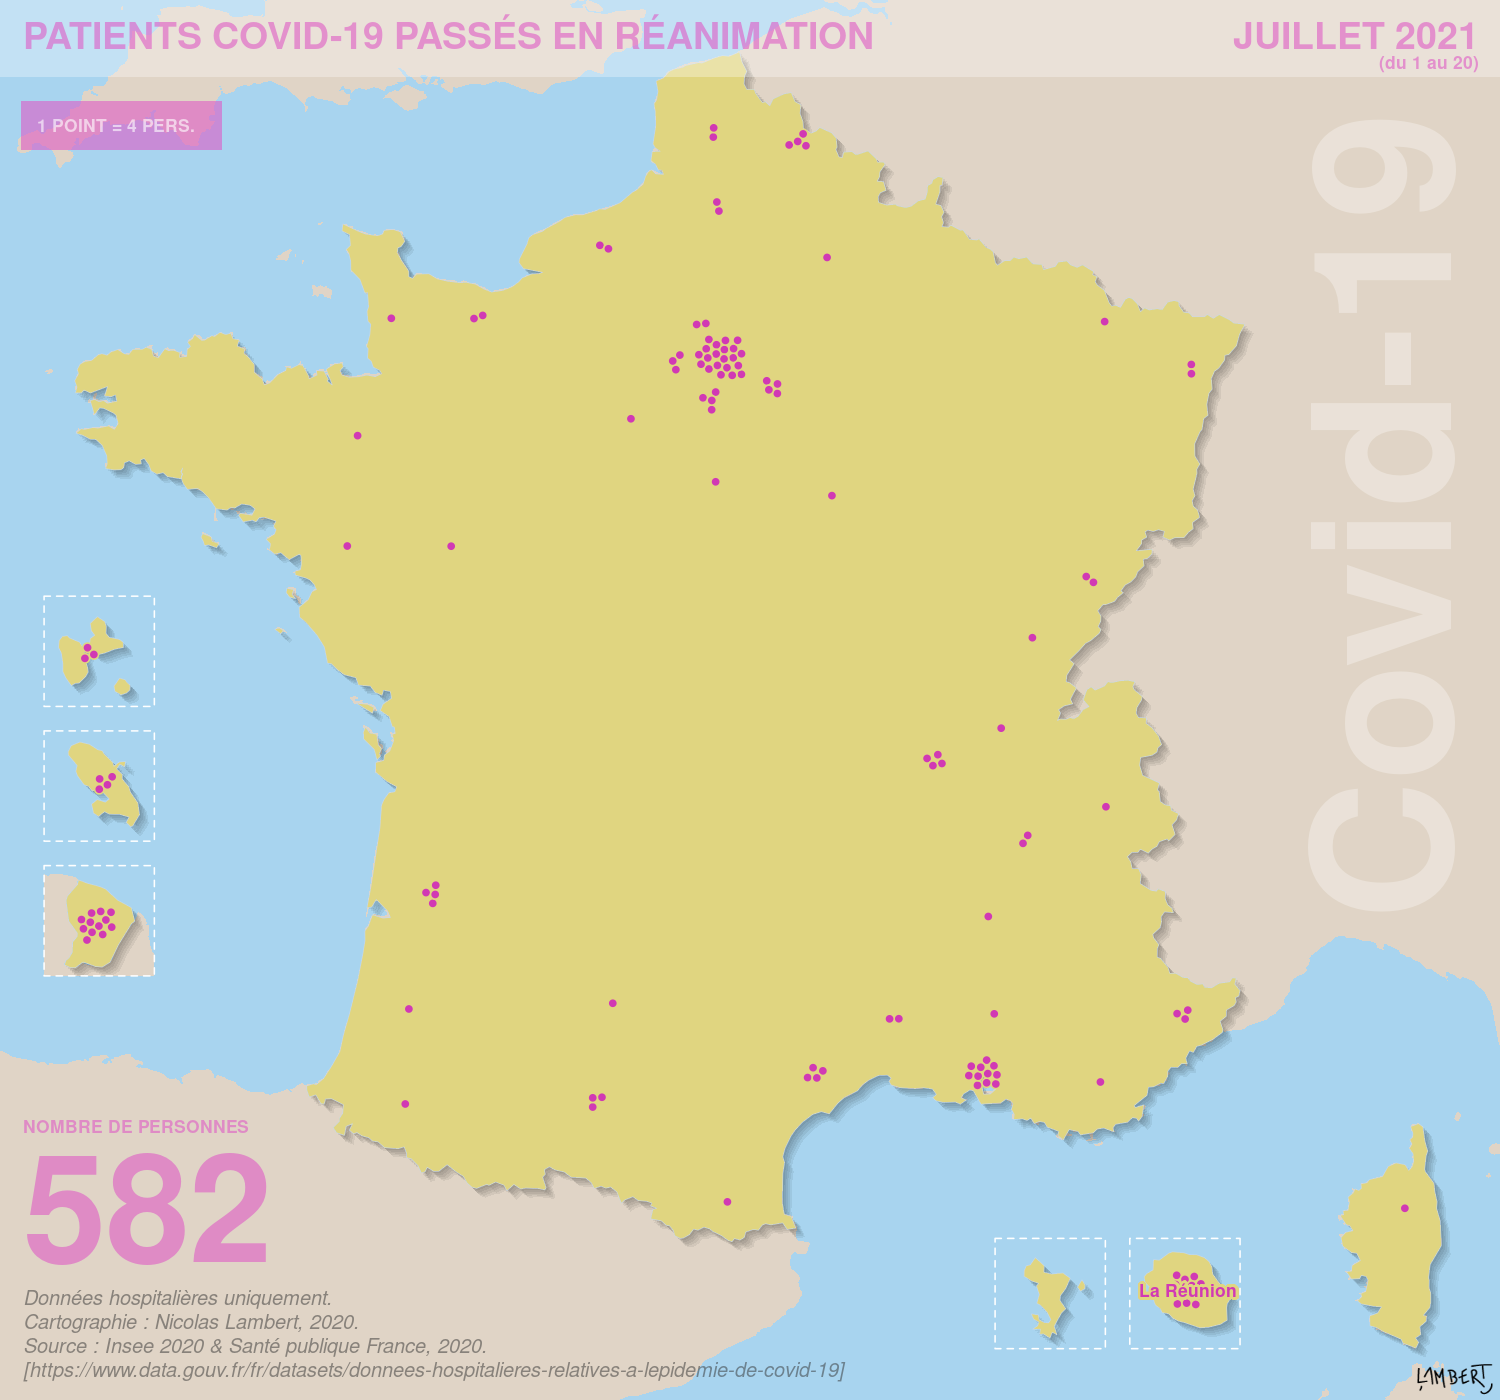 PATIENTS COVID-19 PASSÉS EN RÉANIMATION
JUILLET 2021
(du 1 au 20)
1 POINT = 4 PERS.
Covid-19
NOMBRE DE PERSONNES
582
Données hospitalières uniquement.
Cartographie : Nicolas Lambert, 2020.
Source : Insee 2020 & Santé publique France, 2020.
[https://www.data.gouv.fr/fr/datasets/donnees-hospitalieres-relatives-a-lepidemie-de-covid-19]
La Réunion
LAMBERT